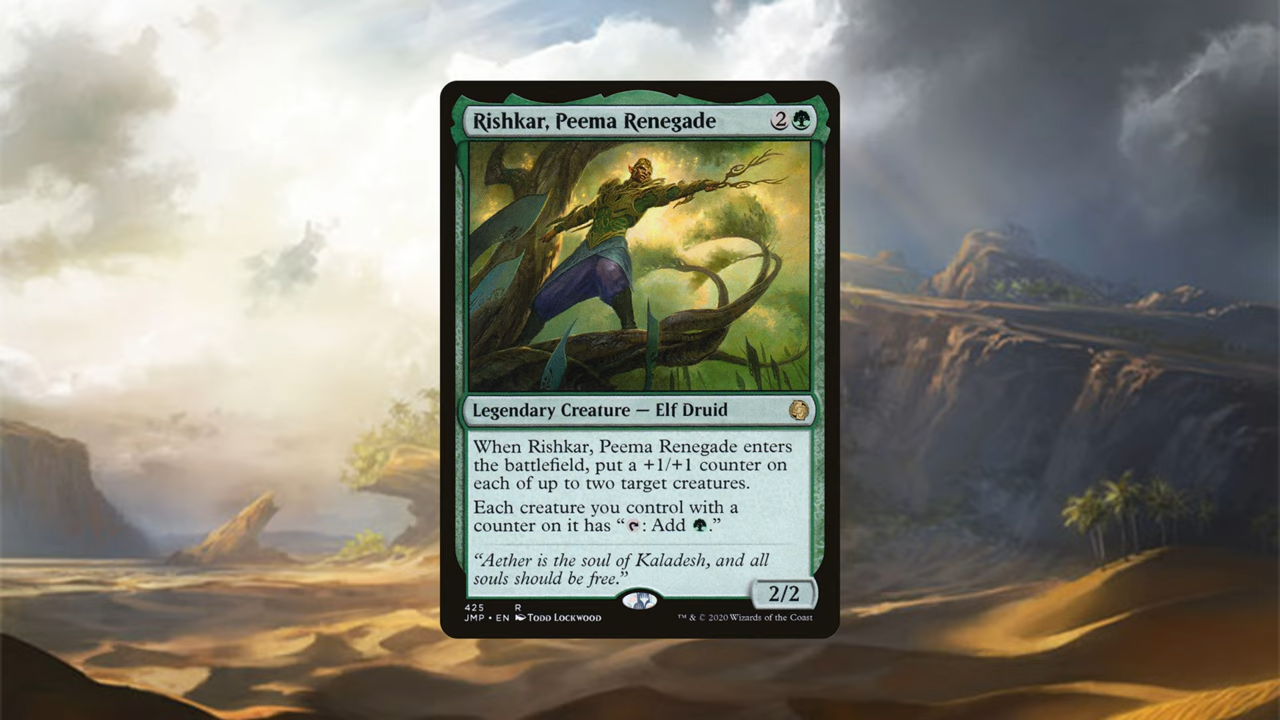 Rishkar, Peema Renegade 2
Legendary Creature — Elf Druid
When Rishkar, Peema Renegade enters
the battlefield, put a +1/+1 counter on
each of up to two target creatures.
Each creature you control with a
counter on it has “: Add .”
“Aether is the soul of Kaladesh, and all
souls should be free.”
2/2
425 R
JMP • EN Todd Lockwood
™ & © 2020 Wizards of the Coast